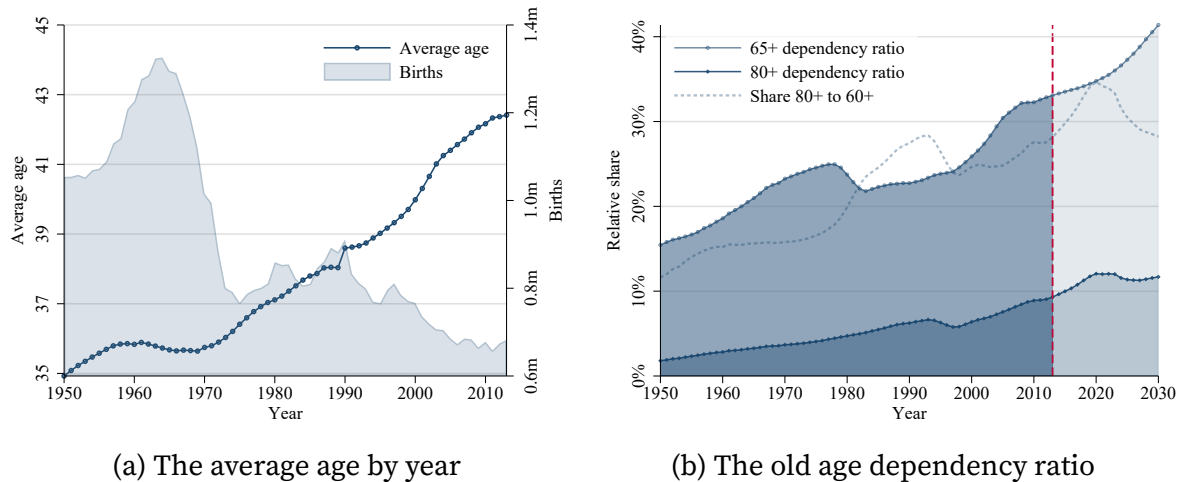 45
43
41
39
37
35
Average age
1.4m
1.2m
1.0m
0.8m
0.6m
Births
Average age
Births
1950
1960
1970
1980
1990
2000
2010
Year
(a) The average age by year
40%
30%
20%
10%
0%
Relative share
65+ dependency ratio
80+ dependency ratio
Share 80+ to 60+
1950
1960
1970
1980
1990
2000
2010
2020
2030
Year
(b) The old age dependency ratio